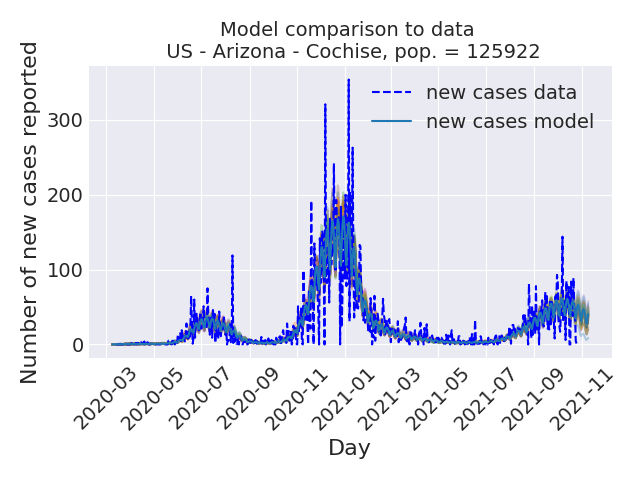 Model comparison to data
US - Arizona - Cochise, pop. = 125922
new cases data
new cases model
Number of new cases reported
300
200
100
0
2020-03
2020-05
2020-07
2020-09
2020-11
2021-01
2021-03
2021-05
2021-07
2021-09
2021-11
Day